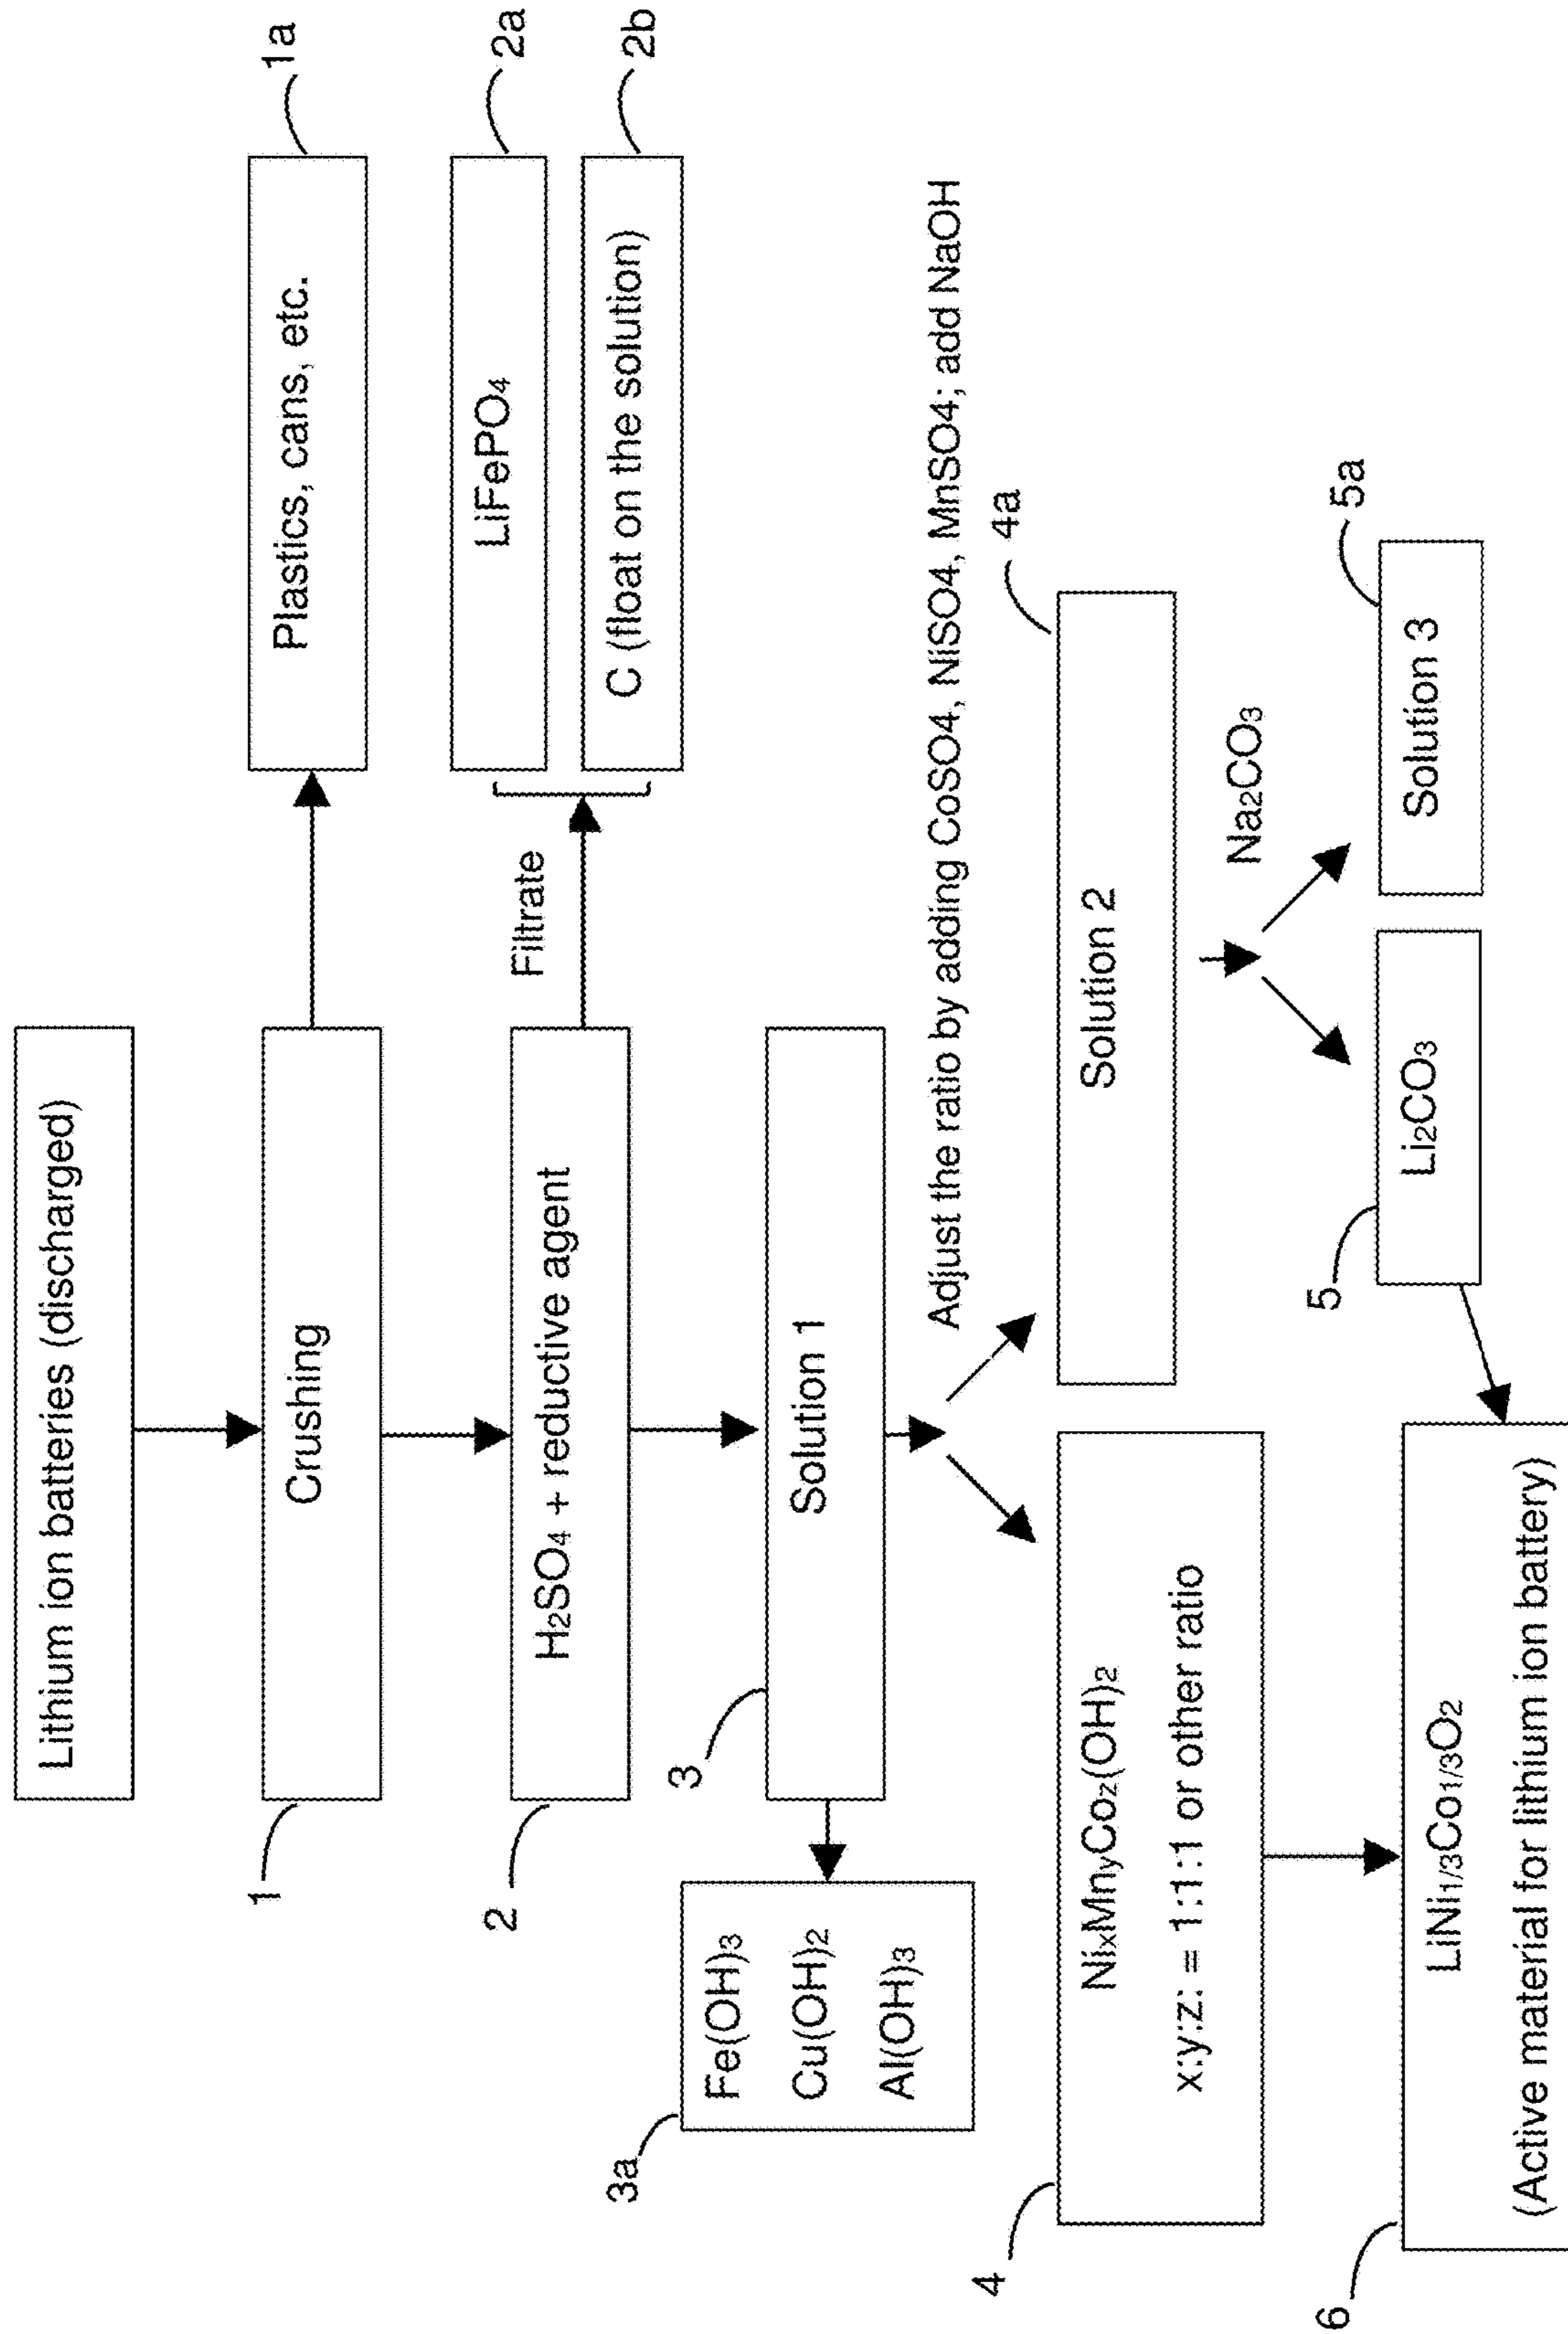 Lithium ion batteries (discharged)
1
Crushing
Plastics, cans, etc.
1a
2
H2SO4 + reductive agent
Filtrate
LiFePO4
2a
C (float on the solution)
2b
3
Solution 1
3a
Fe(OH)3
Cu(OH)2
Al(OH)3
Adjust the ratio by adding CoSO4, NiSO4, MnSO4; add NaOH
4
NixMnyCoz(OH)2
x:y:z: = 1:1:1 or other ratio
Solution 2
4a
Na2CO3
5
Li2CO3
Solution 3
5a
6
LiNi1/3Co1/3O2
(Active material for lithium ion battery)